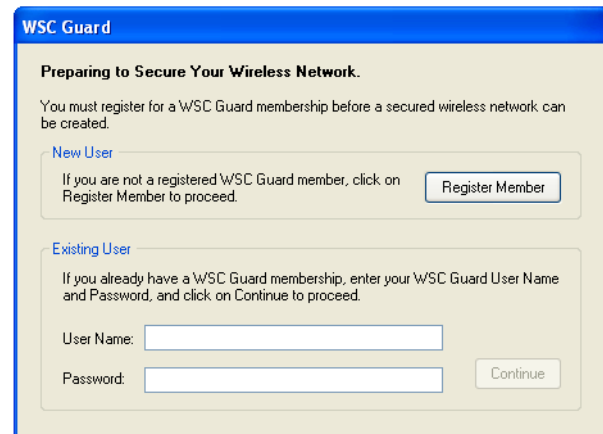 WSC Guard
Preparing to Secure Your Wireless Network.
You must register for a WSC Guard membership before a secured wireless network can
be created.
New User
If you are not a registered WSC Guard member, click on
Register Member to proceed.
Register Member
Existing User
If you already have a WSC Guard membership, enter your WSC Guard User Name
and Password, and click on Continue to proceed.
User Name:
Password:
Continue